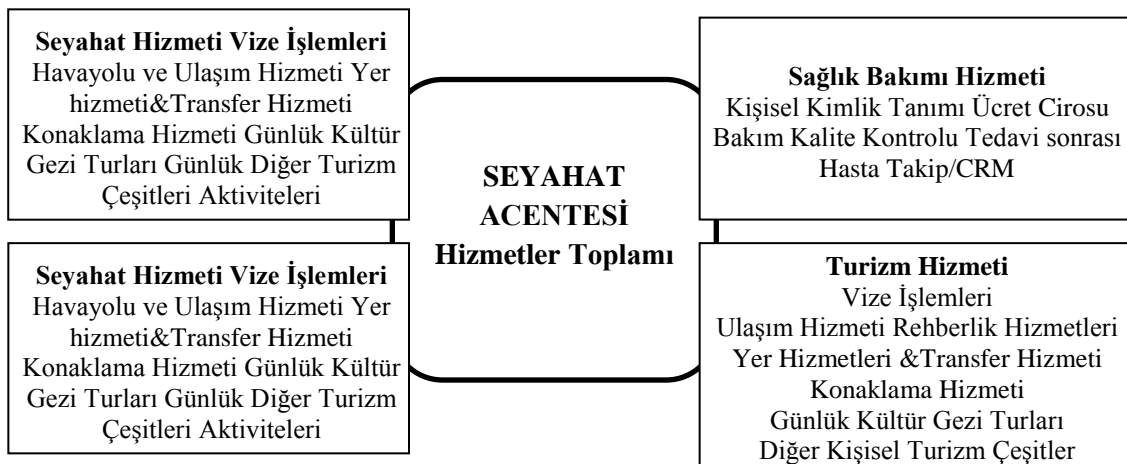 Seyahat Hizmeti Vize İşlemleri
Havayolu ve Ulaşım Hizmeti Yer
hizmeti&Transfer Hizmeti
Konaklama Hizmeti Günlük Kültür
Gezi Turları Günlük Diğer Turizm
Çeşitleri Aktiviteleri
Seyahat Hizmeti Vize İşlemleri
Havayolu ve Ulaşım Hizmeti Yer
hizmeti&Transfer Hizmeti
Konaklama Hizmeti Günlük Kültür
Gezi Turları Günlük Diğer Turizm
Çeşitleri Aktiviteleri
SEYAHAT
ACENTESİ
Hizmetler Toplamı
Sağlık Bakımı Hizmeti
Kişisel Kimlik Tanımı Ücret Cirosu
Bakım Kalite Kontrolu Tedavi sonrası
Hasta Takip/CRM
Turizm Hizmeti
Vize İşlemleri
Ulaşım Hizmeti Rehberlik Hizmetleri
Yer Hizmetleri &Transfer Hizmeti
Konaklama Hizmeti
Günlük Kültür Gezi Turları
Diğer Kişisel Turizm Çeşitler